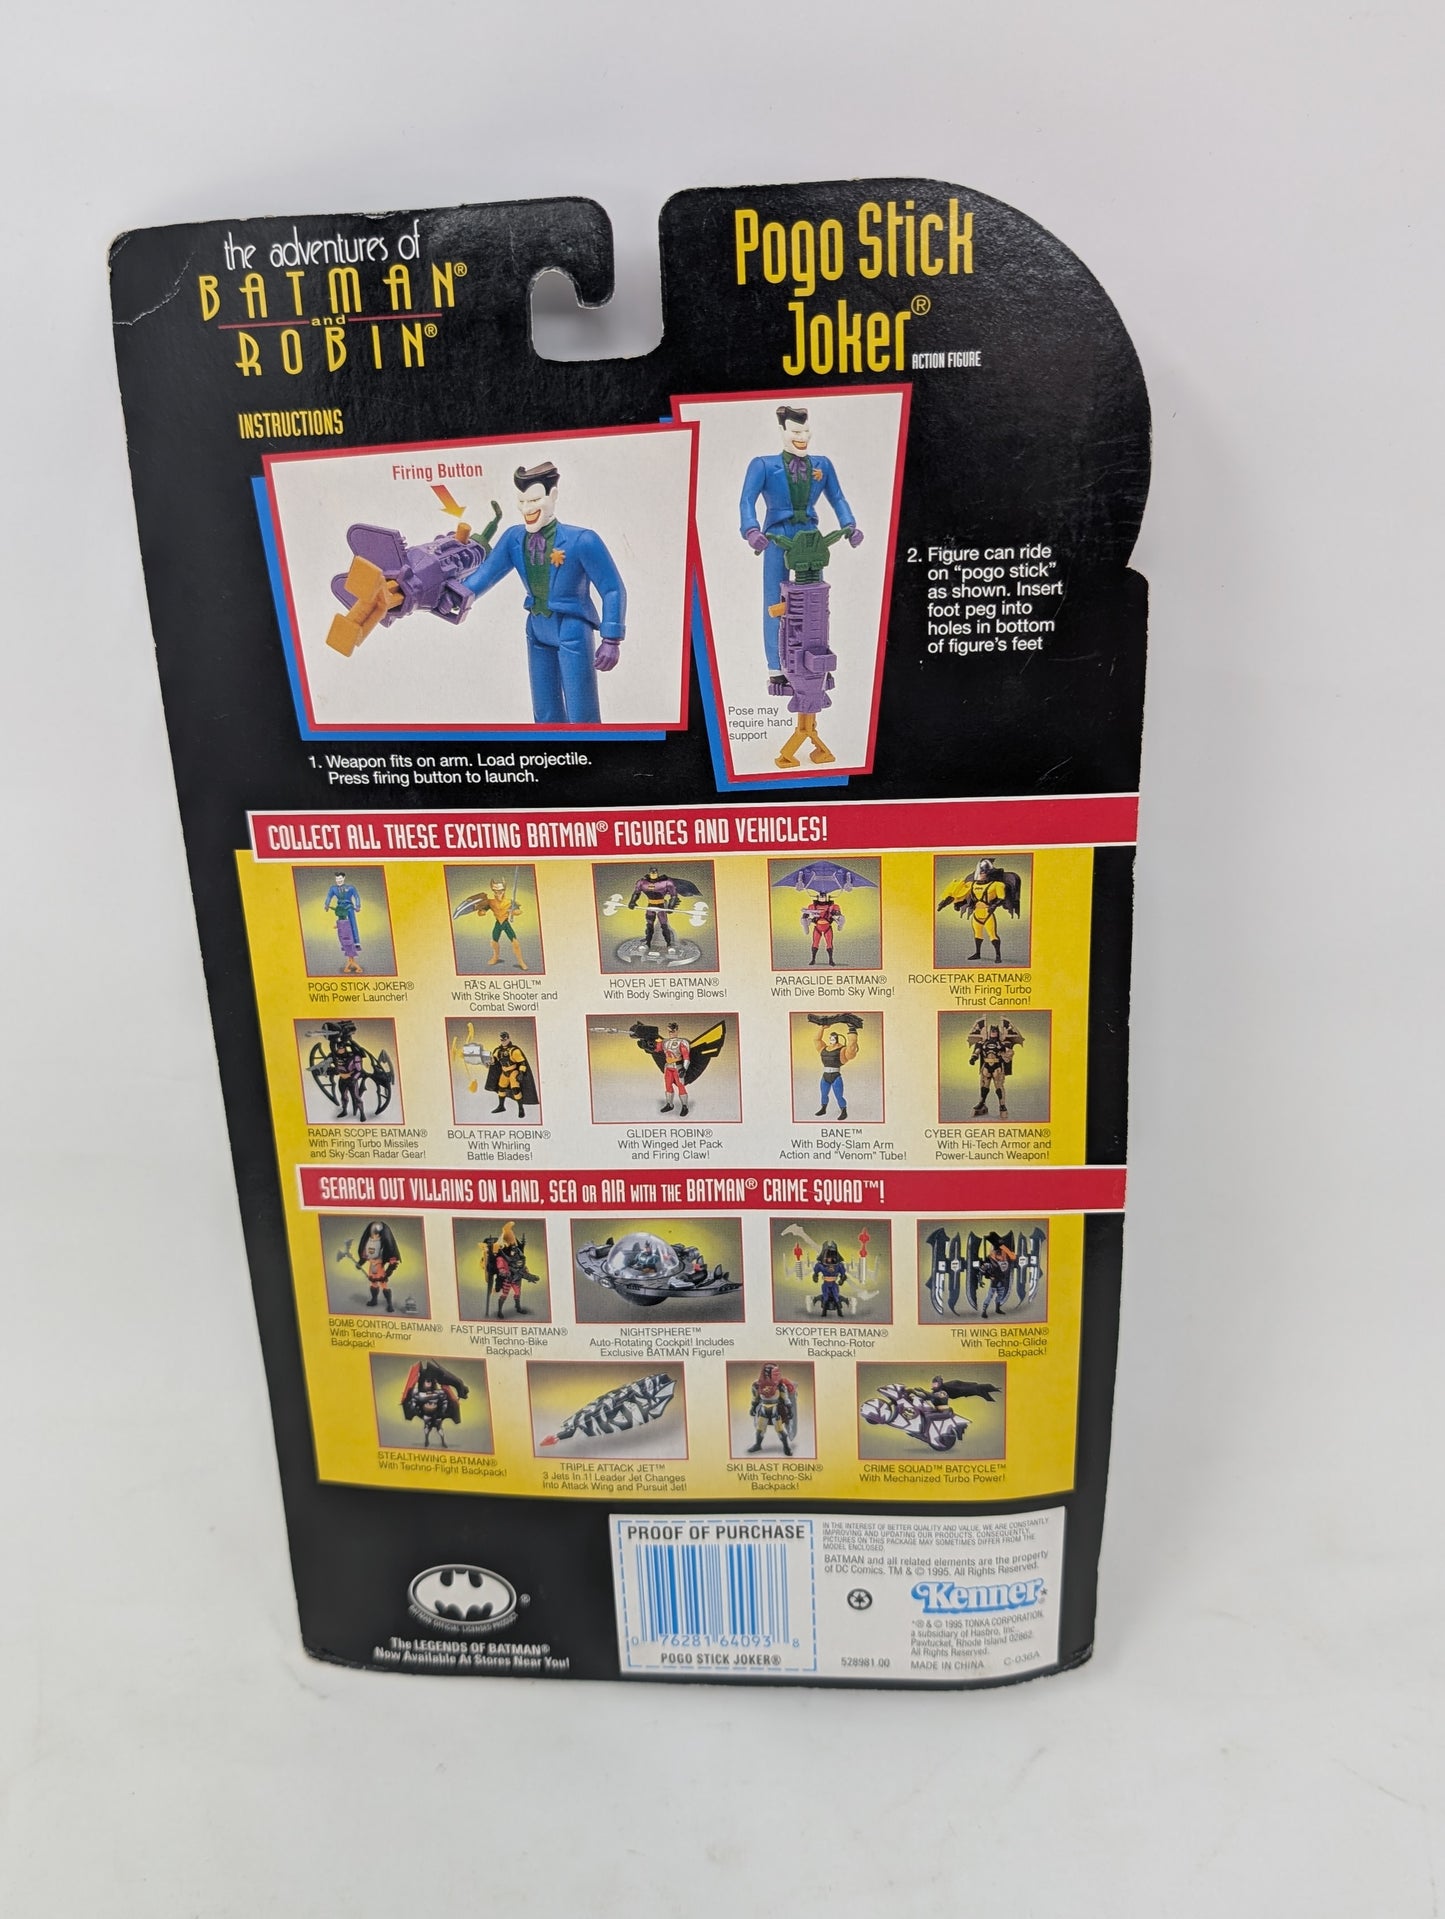 the adventures of
BATMAN®
and
ROBIN®
Pogo Stick
Joker®
ACTION FIGURE
INSTRUCTIONS
Firing Button
1. Weapon fits on arm. Load projectile.
Press firing button to launch.
Pose may
require hand
support
2. Figure can ride
on "pogo stick"
as shown. Insert
foot peg into
holes in bottom
of figure's feet
COLLECT ALL THESE EXCITING BATMAN® FIGURES AND VEHICLES!
POGO STICK JOKER®
With Power Launcher!
RĀ'S AL GHŪL™
With Strike Shooter and
Combat Sword!
HOVER JET BATMAN®
With Body Swinging Blows!
PARAGLIDE BATMAN®
With Dive Bomb Sky Wing!
ROCKETPAK BATMAN®
With Firing Turbo
Thrust Cannon!
RADAR SCOPE BATMAN®
With Firing Turbo Missiles
and Sky-Scan Radar Gear!
BOLA TRAP ROBIN®
With Whirling
Battle Blades!
GLIDER ROBIN®
With Winged Jet Pack
and Firing Claw!
BANE™
With Body-Slam Arm
Action and "Venom" Tube!
CYBER GEAR BATMAN®
With Hi-Tech Armor and
Power-Launch Weapon!
SEARCH OUT VILLAINS ON LAND, SEA OR AIR WITH THE BATMAN® CRIME SQUAD™!
BOMB CONTROL BATMAN®
With Techno-Armor
Backpack!
FAST PURSUIT BATMAN®
With Techno-Bike
Backpack!
NIGHTSPHERE™
Auto-Rotating Cockpit! Includes
Exclusive BATMAN Figure!
SKYCOPTER BATMAN®
With Techno-Rotor
Backpack!
TRI WING BATMAN®
With Techno-Glide
Backpack!
STEALTHWING BATMAN®
With Techno-Flight Backpack!
TRIPLE ATTACK JET™
3 Jets In 1! Leader Jet Changes
Into Attack Wing and Pursuit Jet!
SKI BLAST ROBIN®
With Techno-Ski
Backpack!
CRIME SQUAD™ BATCYCLE™
With Mechanized Turbo Power!
BATMAN OFFICIAL LICENSED PRODUCT
®
The LEGENDS OF BATMAN®
Now Available At Stores Near You!
PROOF OF PURCHASE
0 76281 64093 8
POGO STICK JOKER®
IN THE INTEREST OF BETTER QUALITY AND VALUE, WE ARE CONSTANTLY
IMPROVING AND UPDATING OUR PRODUCTS. CONSEQUENTLY,
PICTURES ON THIS PACKAGE MAY SOMETIMES DIFFER FROM THE
MODEL ENCLOSED.
BATMAN and all related elements are the property
of DC Comics. TM & © 1995. All Rights Reserved.
Kenner*
*® & © 1995 TONKA CORPORATION,
a subsidiary of Hasbro, Inc.
Pawtucket, Rhode Island 02862.
All Rights Reserved.
528981.00
MADE IN CHINA
C-036A